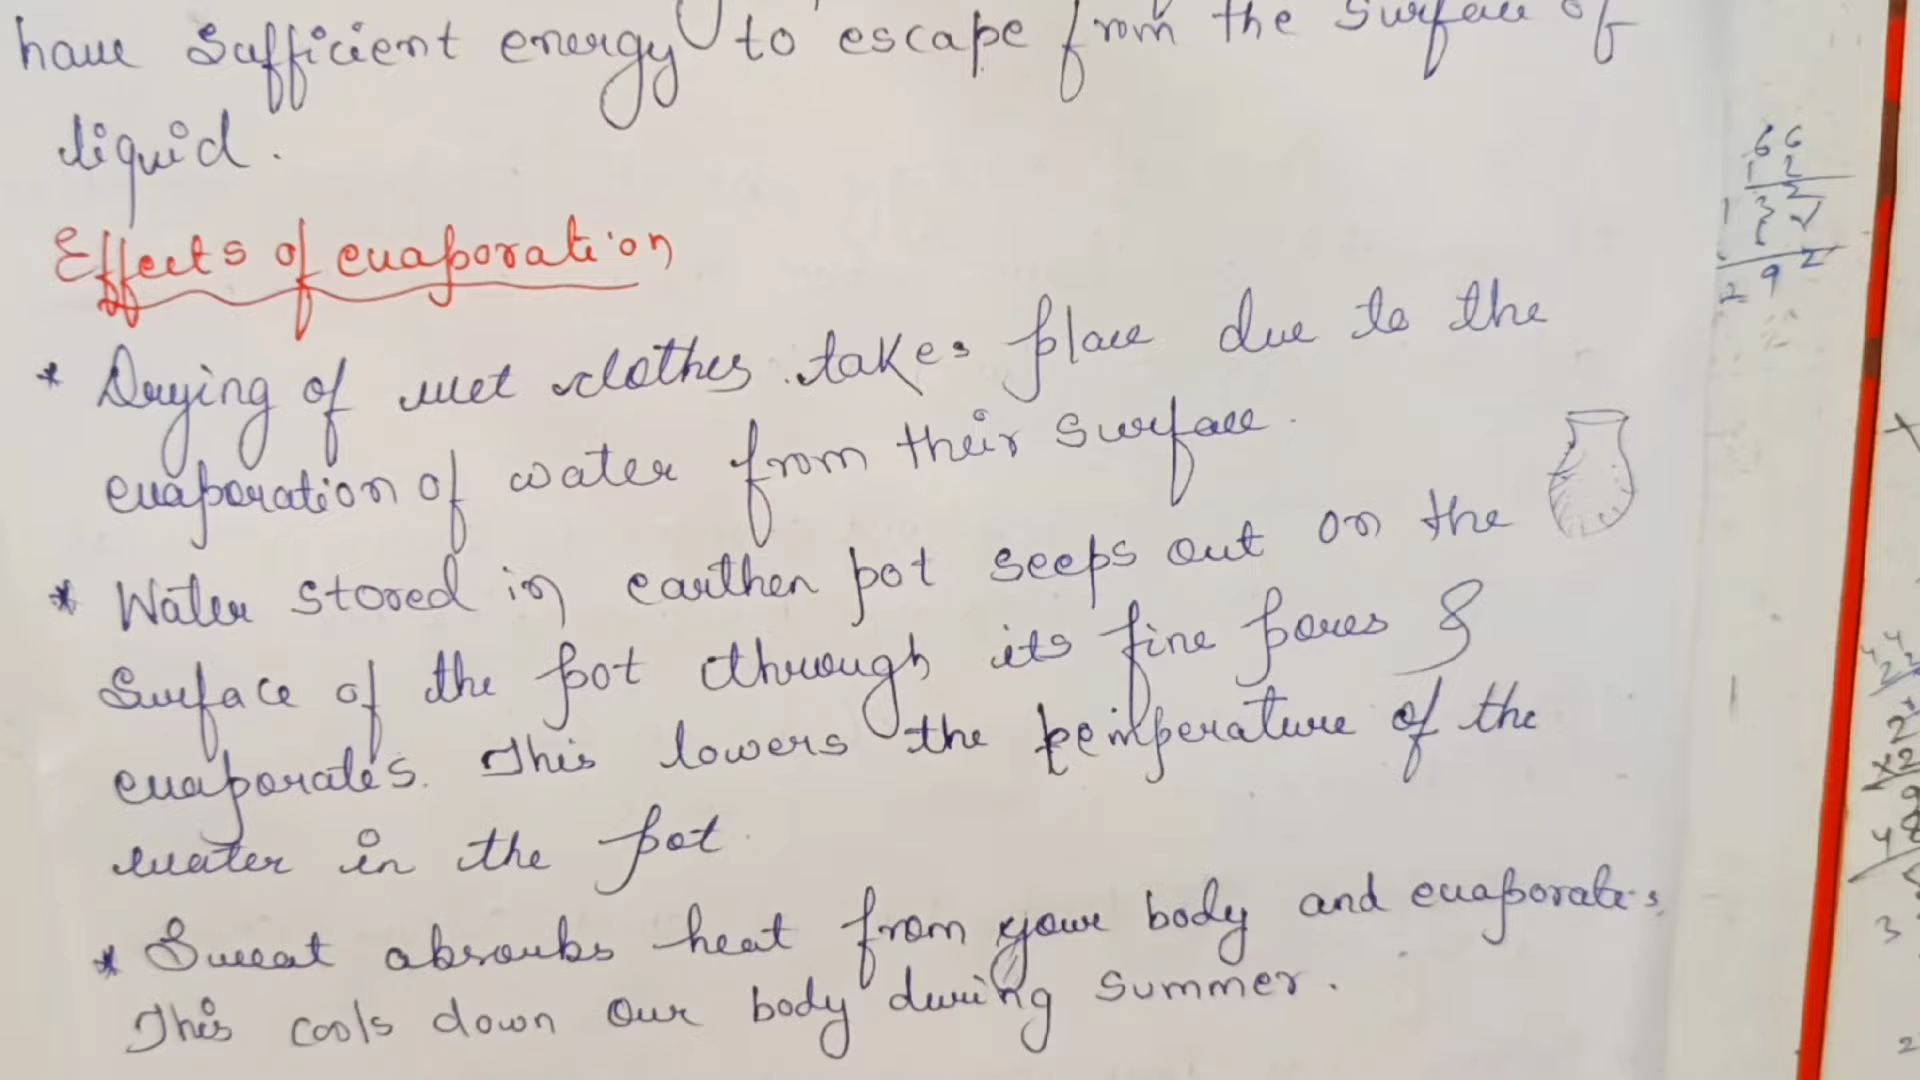 have sufficient energy to escape from the surface of
liquid.
Effects of evaporation
* Drying of wet clothes takes place due to the
evaporation of water from their surface.
* Water stored in earthen pot seeps out on the
surface of the pot through its fine pores &
evaporates. This lowers the temperature of the
water in the pot.
* Sweat absorbs heat from your body and evaporates.
This cools down our body during summer.
66
12